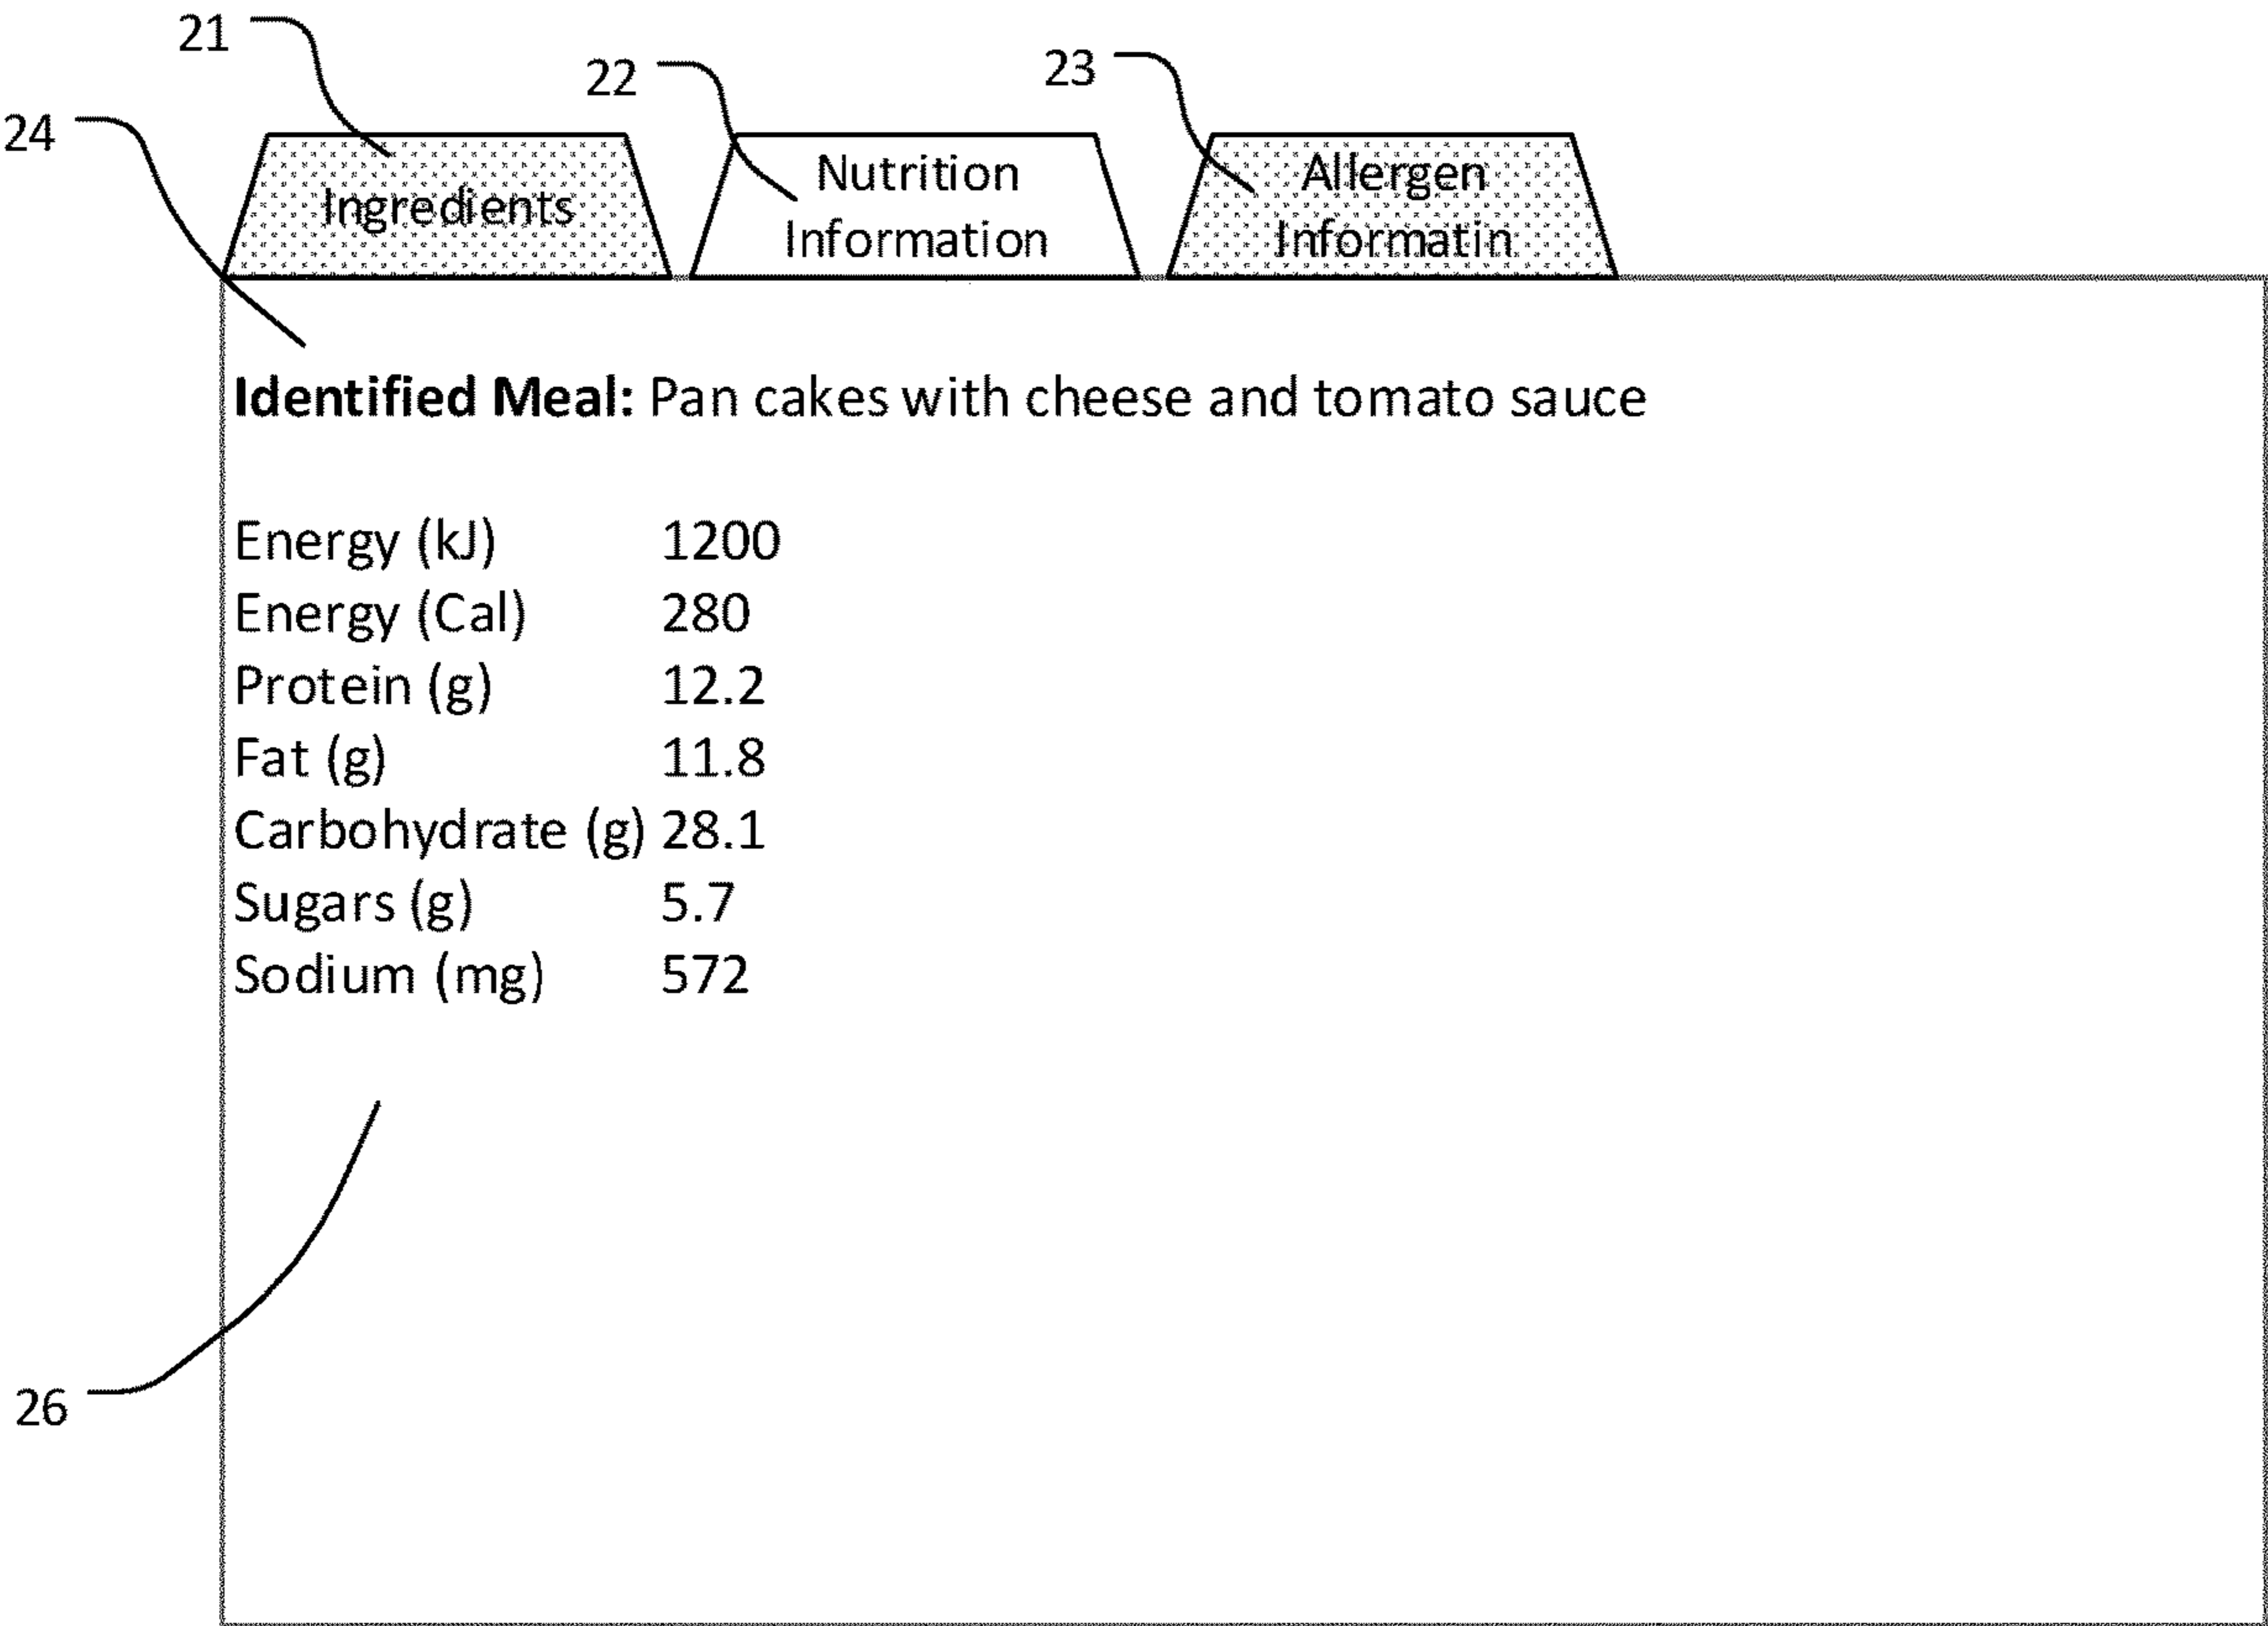 21
22
23
24
Ingredients
Nutrition
Information
Allergen
Informatin
Identified Meal: Pan cakes with cheese and tomato sauce
Energy (kJ) 1200
Energy (Cal) 280
Protein (g) 12.2
Fat (g) 11.8
Carbohydrate (g) 28.1
Sugars (g) 5.7
Sodium (mg) 572
26